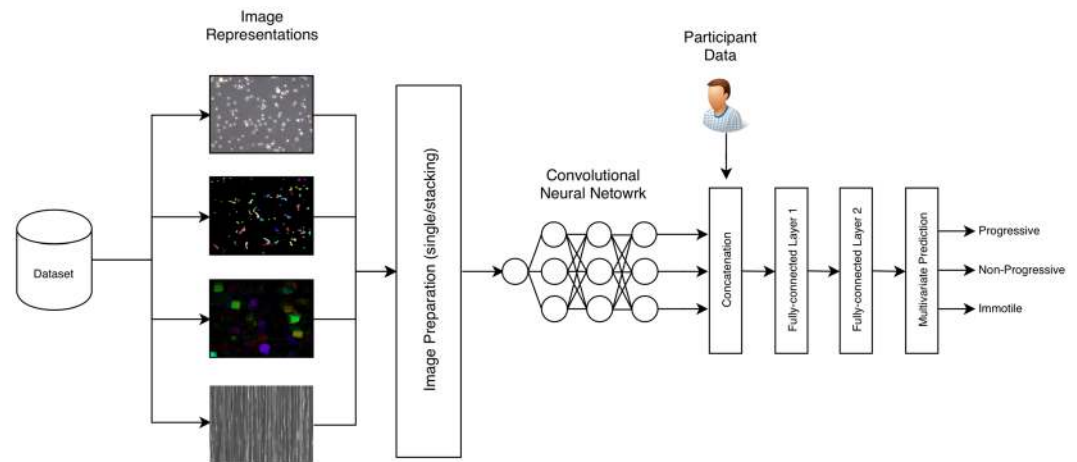 Image
Representations
Participant
Data
Convolutional
Neural Netowrk
Dataset
Image Preparation (single/stacking)
Concatenation
Fully-connected Layer 1
Fully-connected Layer 2
Multivariate Prediction
Progressive
Non-Progressive
Immotile